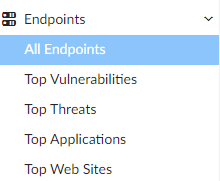 Endpoints
All Endpoints
Top Vulnerabilities
Top Threats
Top Applications
Top Web Sites